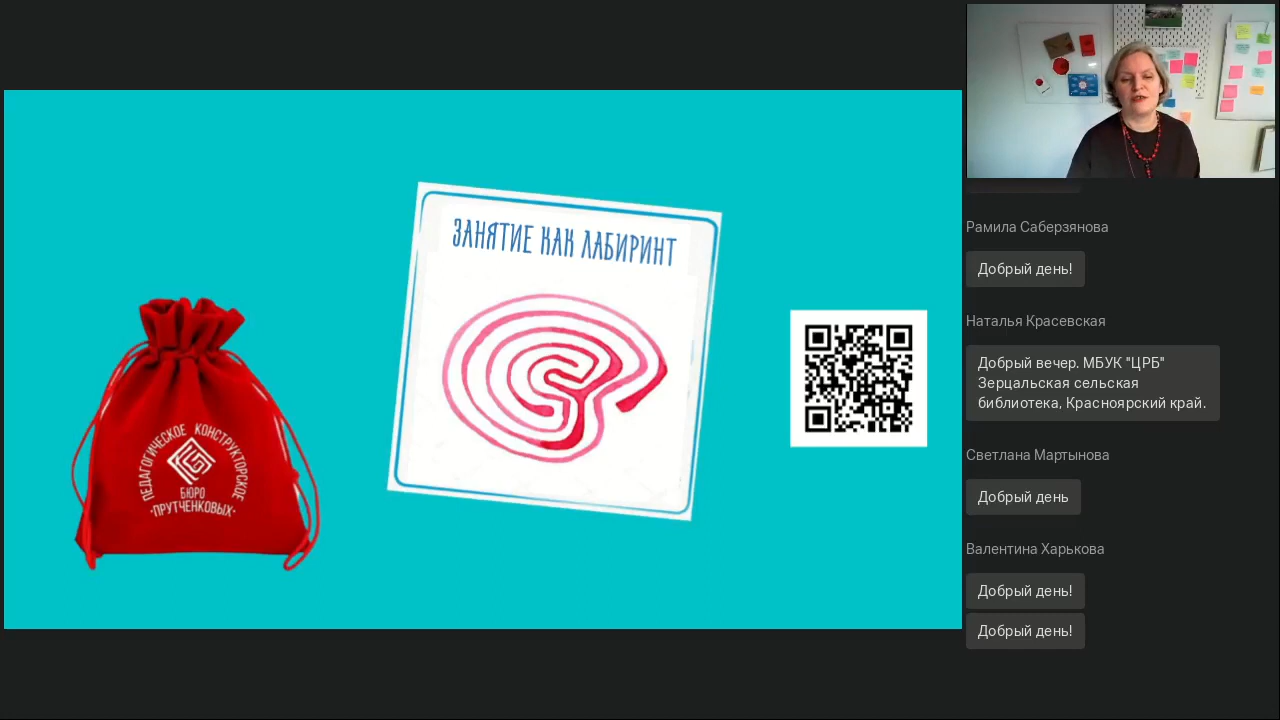 ЗАНЯТИЕ КАК ЛАБИРИНТ
ПЕДАГОГИЧЕСКОЕ КОНСТРУКТОРСКОЕ
БЮРО
·ПРУТЧЕНКОВЫХ·
Рамила Саберзянова
Добрый день!
Наталья Красевская
Добрый вечер. МБУК "ЦРБ"
Зерцальская сельская
библиотека, Красноярский край.
Светлана Мартынова
Добрый день
Валентина Харькова
Добрый день!
Добрый день!